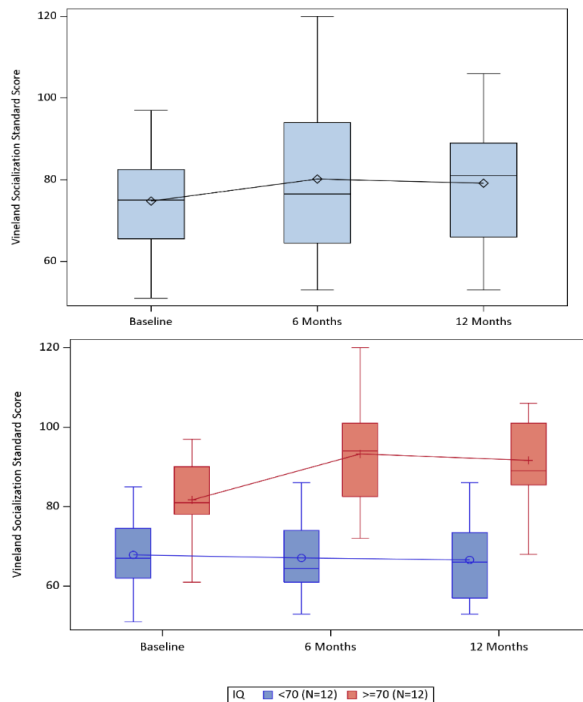 120
100
80
60
Vineland Socialization Standard Score
Baseline
6 Months
12 Months
120
100
80
60
Vineland Socialization Standard Score
Baseline
6 Months
12 Months
IQ <70 (N=12) >=70 (N=12)